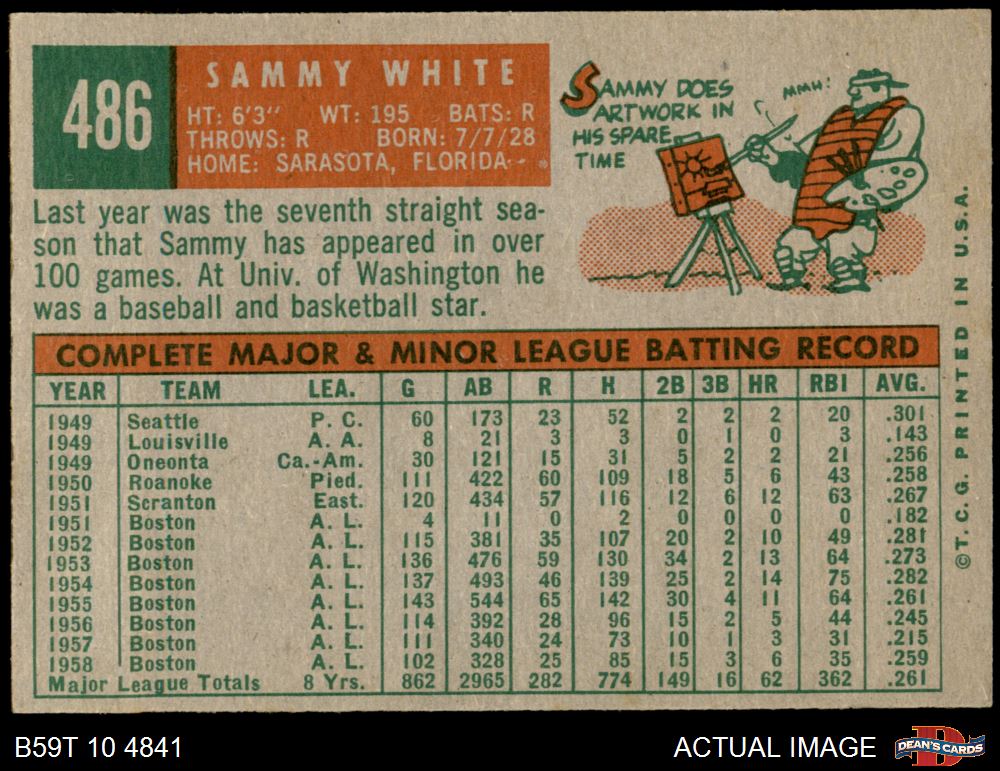 486
SAMMY WHITE
HT: 6'3" WT: 195 BATS: R
THROWS: R BORN: 7/7/28
HOME: SARASOTA, FLORIDA
SAMMY DOES
ARTWORK IN
HIS SPARE
TIME
MMM!
Last year was the seventh straight sea-
son that Sammy has appeared in over
100 games. At Univ. of Washington he
was a baseball and basketball star.
COMPLETE MAJOR & MINOR LEAGUE BATTING RECORD
YEAR TEAM LEA. G AB R H 2B 3B HR RBI AVG.
1949 Seattle P. C. 60 173 23 52 2 2 2 20 .301
1949 Louisville A. A. 8 21 3 3 0 1 0 3 .143
1949 Oneonta Ca.-Am. 30 121 15 31 5 2 2 21 .256
1950 Roanoke Pied. 111 422 60 109 18 5 6 43 .258
1951 Scranton East. 120 434 57 116 12 6 12 63 .267
1951 Boston A. L. 4 11 0 2 0 0 0 0 .182
1952 Boston A. L. 115 381 35 107 20 2 10 49 .281
1953 Boston A. L. 136 476 59 130 34 2 13 64 .273
1954 Boston A. L. 137 493 46 139 25 2 14 75 .282
1955 Boston A. L. 143 544 65 142 30 4 11 64 .261
1956 Boston A. L. 114 392 28 96 15 2 5 44 .245
1957 Boston A. L. 111 340 24 73 10 1 3 31 .215
1958 Boston A. L. 102 328 25 85 15 3 6 35 .259
Major League Totals 8 Yrs. 862 2965 282 774 149 16 62 362 .261
©T. C. G. PRINTED IN U.S.A.
B59T 10 4841
ACTUAL IMAGE
D
DEAN'S CARDS